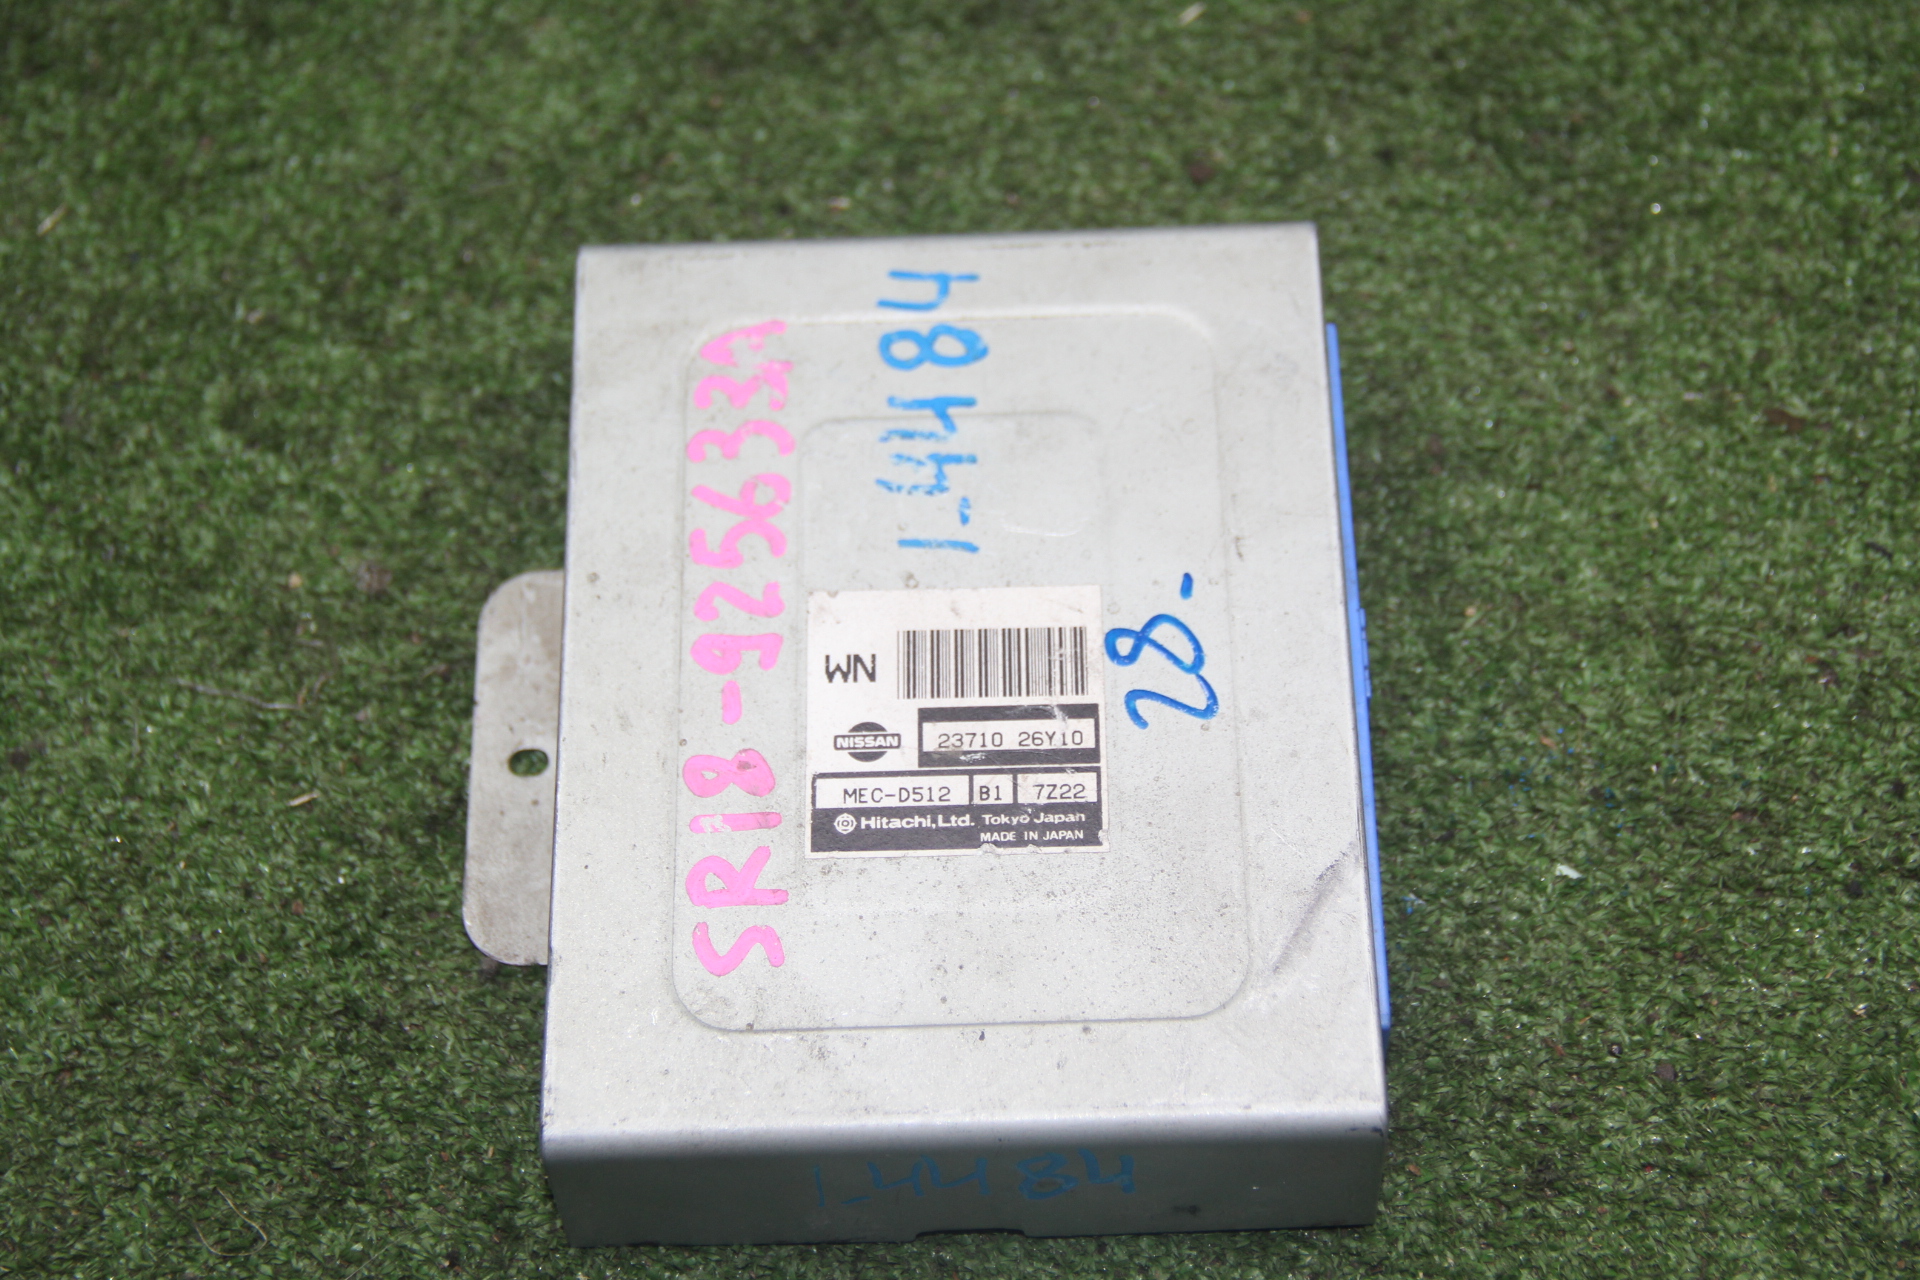 SR18-925633A
1-4484
28-
WN
NISSAN
23710 26Y10
MEC-D512 B1 7Z22
Hitachi,Ltd. Tokyo Japan
MADE IN JAPAN
1-4484